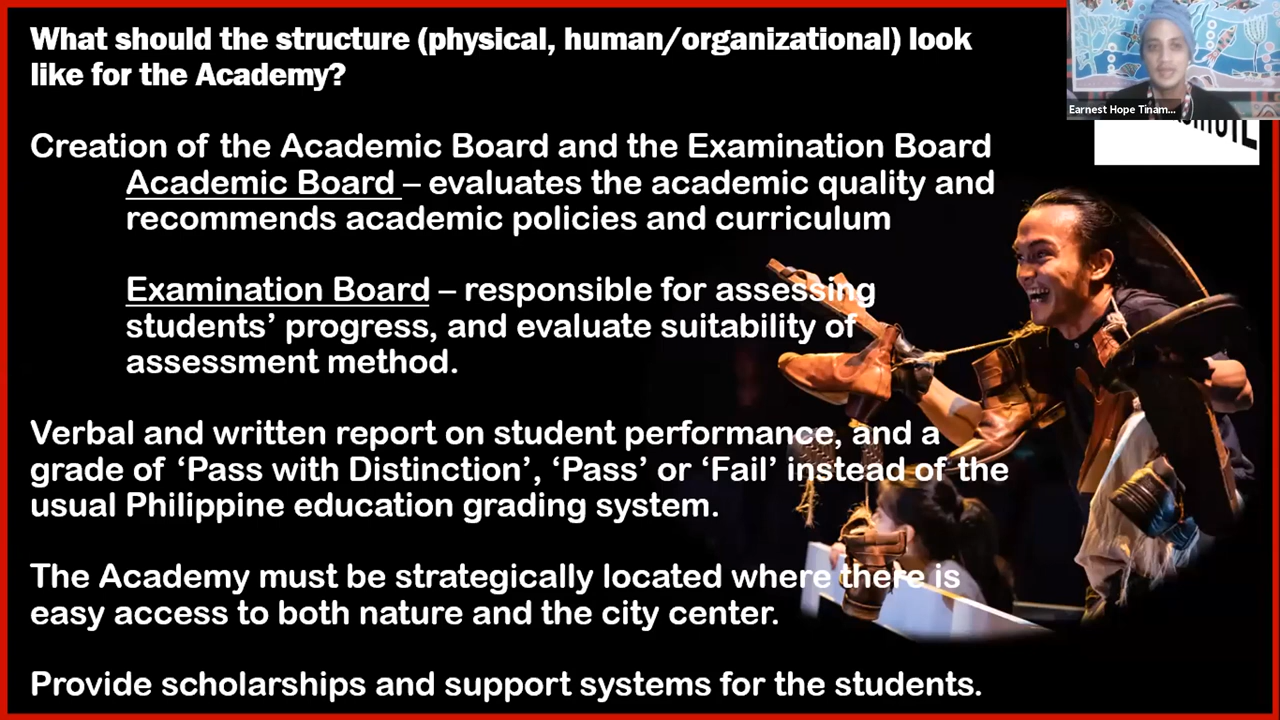 What should the structure (physical, human/organizational) look
like for the Academy?
Earnest Hope Tinam...
Creation of the Academic Board and the Examination Board
Academic Board – evaluates the academic quality and
recommends academic policies and curriculum
Examination Board – responsible for assessing
students' progress, and evaluate suitability of
assessment method.
Verbal and written report on student performance, and a
grade of 'Pass with Distinction', 'Pass' or 'Fail' instead of the
usual Philippine education grading system.
The Academy must be strategically located where there is
easy access to both nature and the city center.
Provide scholarships and support systems for the students.